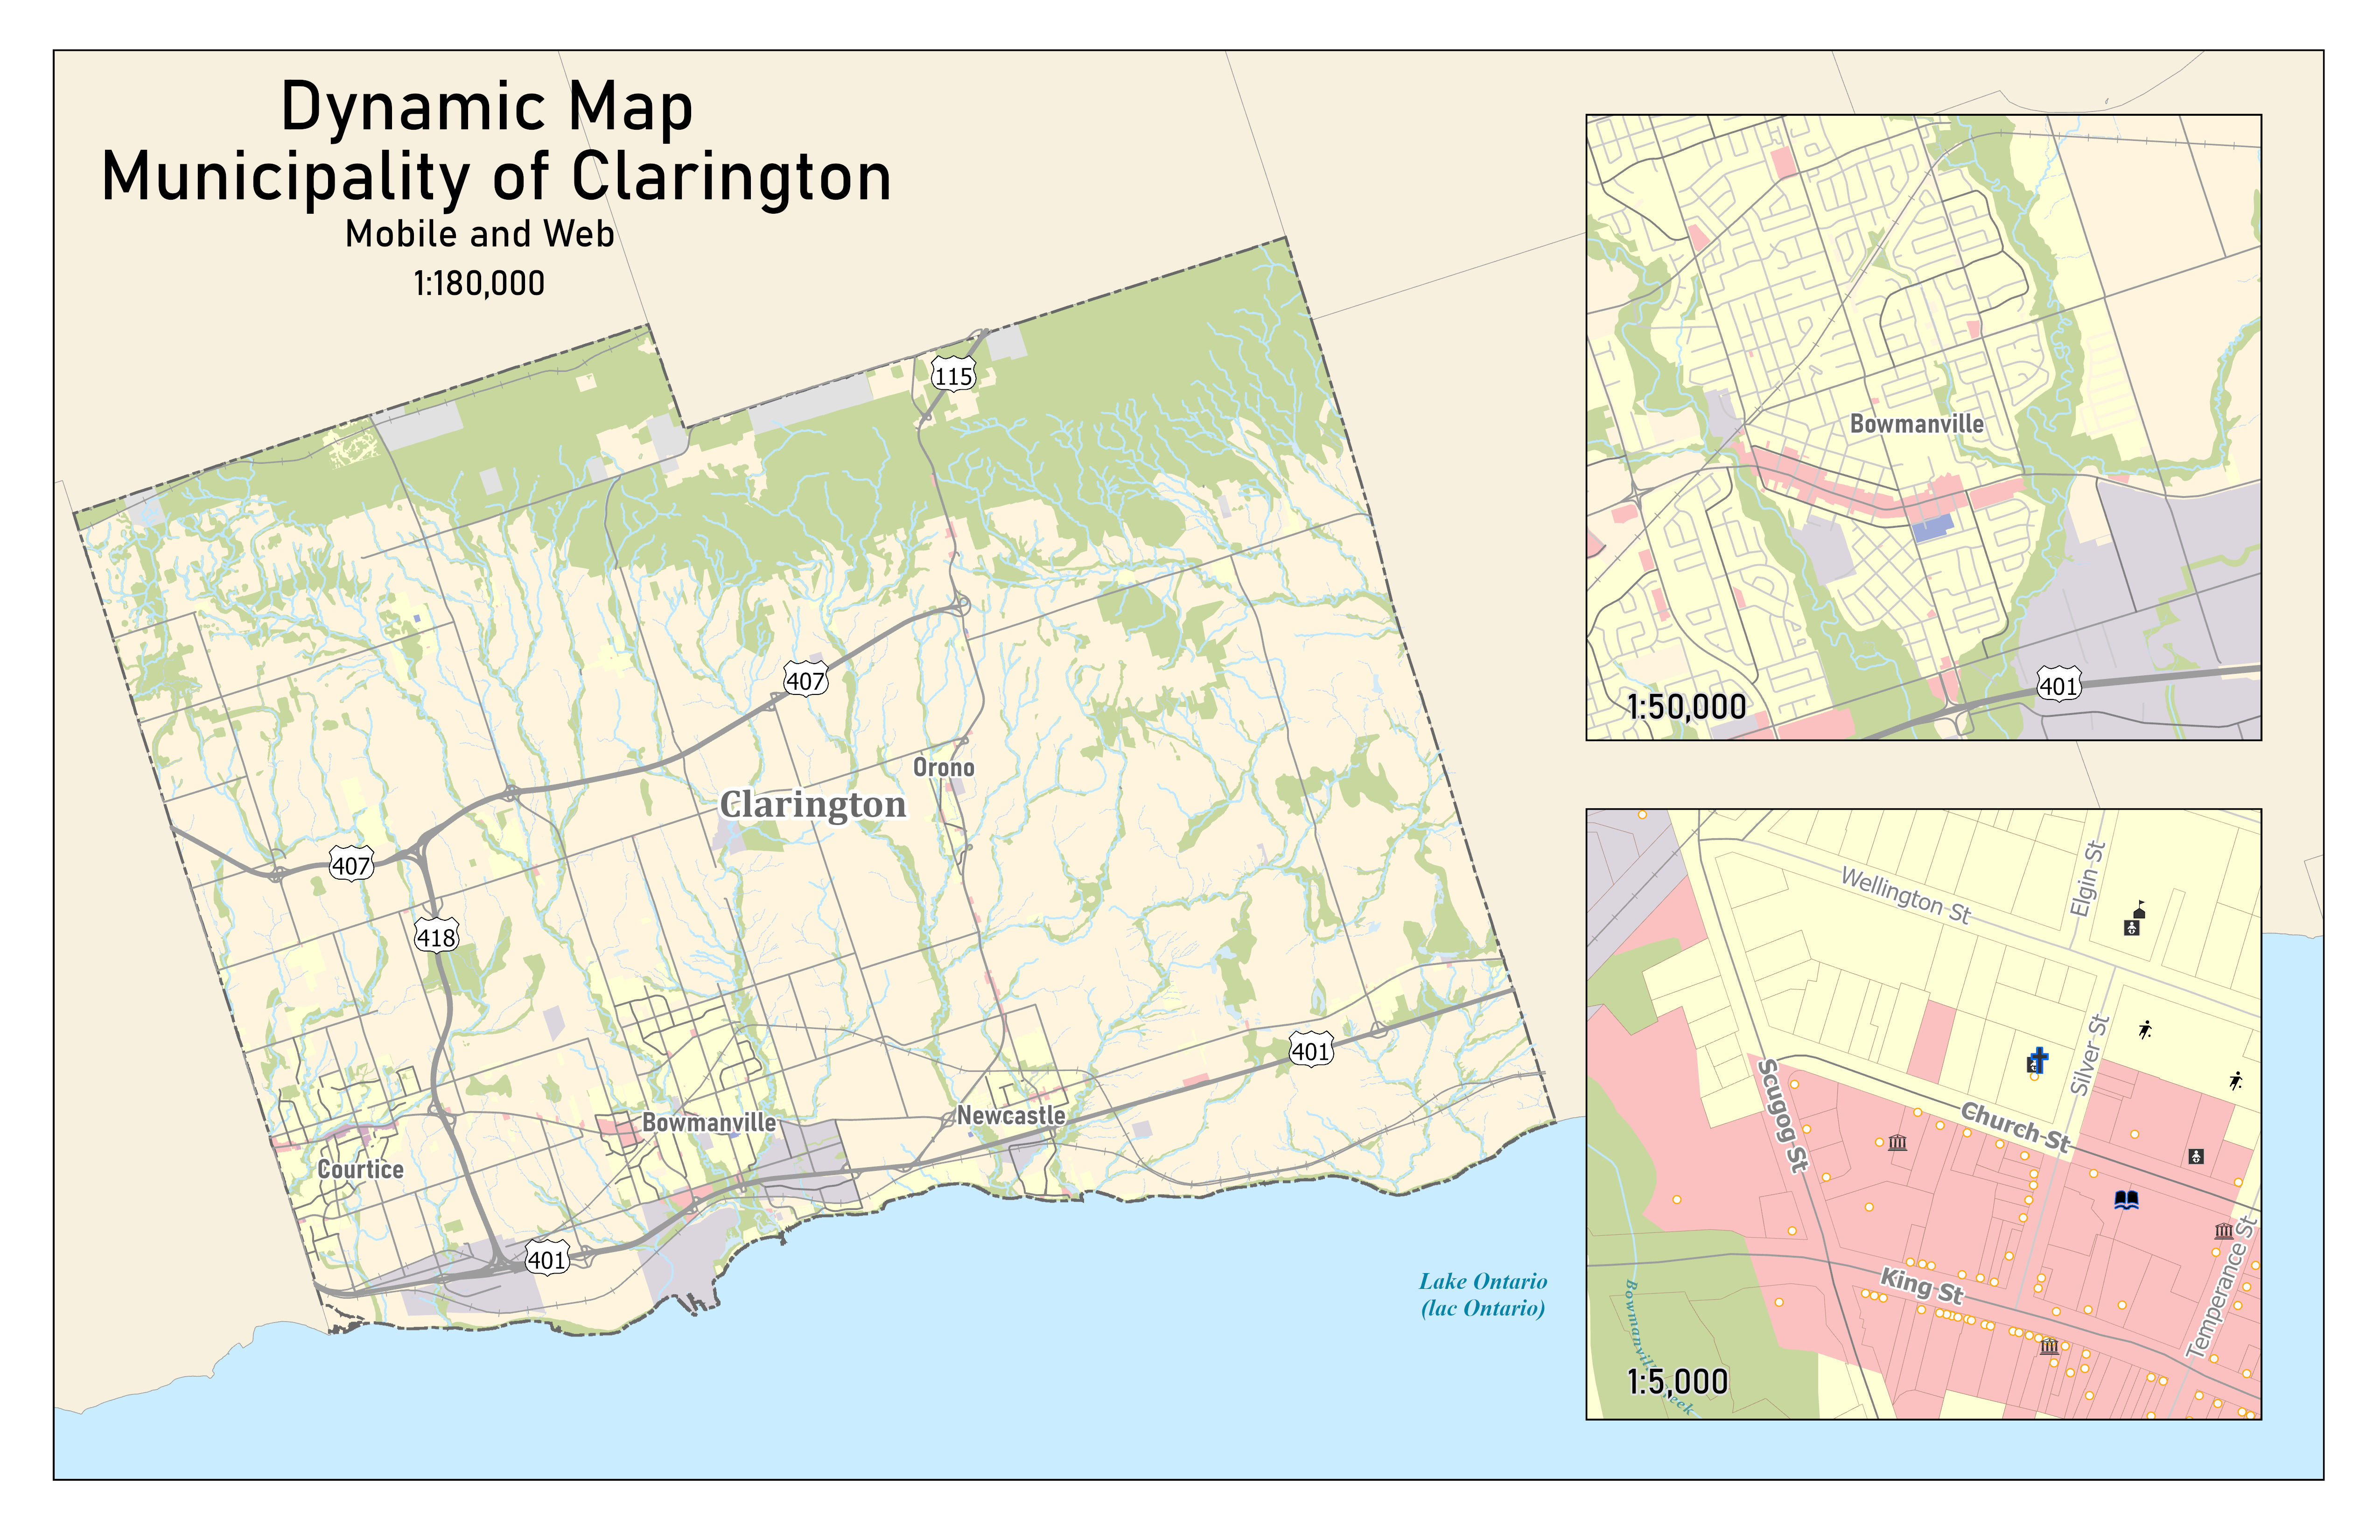 Dynamic Map
Municipality of Clarington
Mobile and Web
1:180,000
115
407
Orono
Clarington
407
418
401
Bowmanville
Newcastle
Courtice
401
Lake Ontario
(lac Ontario)
Bowmanville
401
1:50,000
Wellington St
Elgin St
Silver St
Scugog St
Church St
King St
Temperance St
1:5,000